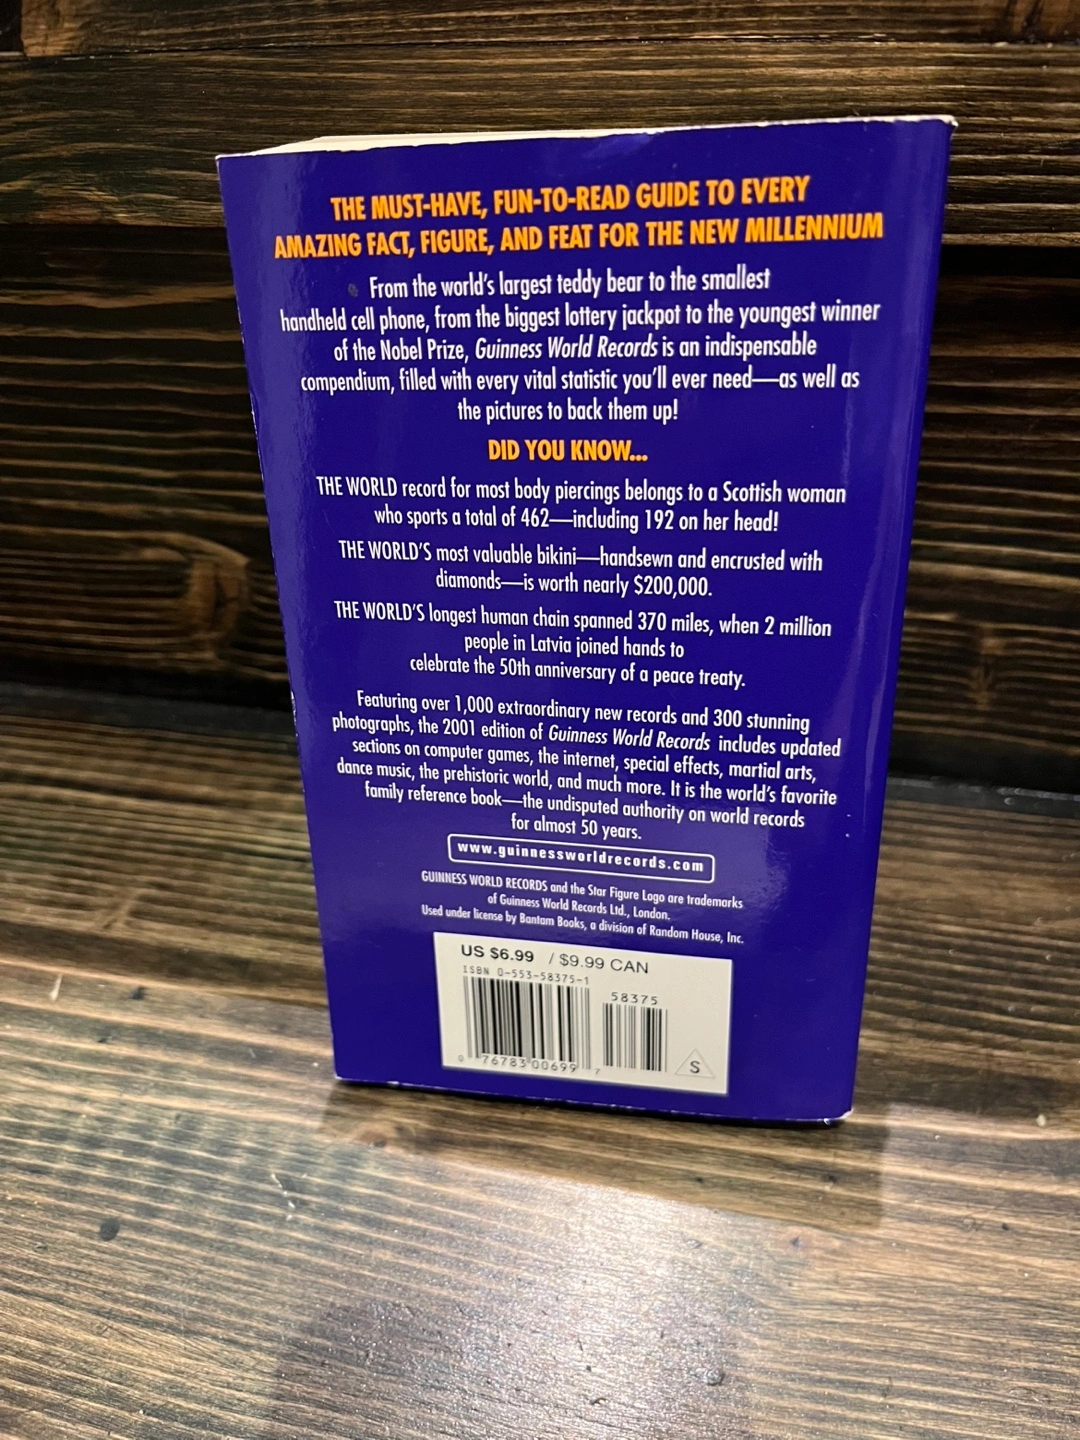 THE MUST-HAVE, FUN-TO-READ GUIDE TO EVERY
AMAZING FACT, FIGURE, AND FEAT FOR THE NEW MILLENNIUM
From the world's largest teddy bear to the smallest
handheld cell phone, from the biggest lottery jackpot to the youngest winner
of the Nobel Prize, Guinness World Records is an indispensable
compendium, filled with every vital statistic you'll ever need—as well as
the pictures to back them up!
DID YOU KNOW...
THE WORLD record for most body piercings belongs to a Scottish woman
who sports a total of 462—including 192 on her head!
THE WORLD'S most valuable bikini—handsewn and encrusted with
diamonds—is worth nearly $200,000.
THE WORLD'S longest human chain spanned 370 miles, when 2 million
people in Latvia joined hands to
celebrate the 50th anniversary of a peace treaty.
Featuring over 1,000 extraordinary new records and 300 stunning
photographs, the 2001 edition of Guinness World Records includes updated
sections on computer games, the internet, special effects, martial arts,
dance music, the prehistoric world, and much more. It is the world's favorite
family reference book—the undisputed authority on world records
for almost 50 years.
www.guinnessworldrecords.com
GUINNESS WORLD RECORDS and the Star Figure Logo are trademarks
of Guinness World Records Ltd., London.
Used under license by Bantam Books, a division of Random House, Inc.
US $6.99 / $9.99 CAN
ISBN 0-553-58375-1
58375
0 76783 00699 7
S